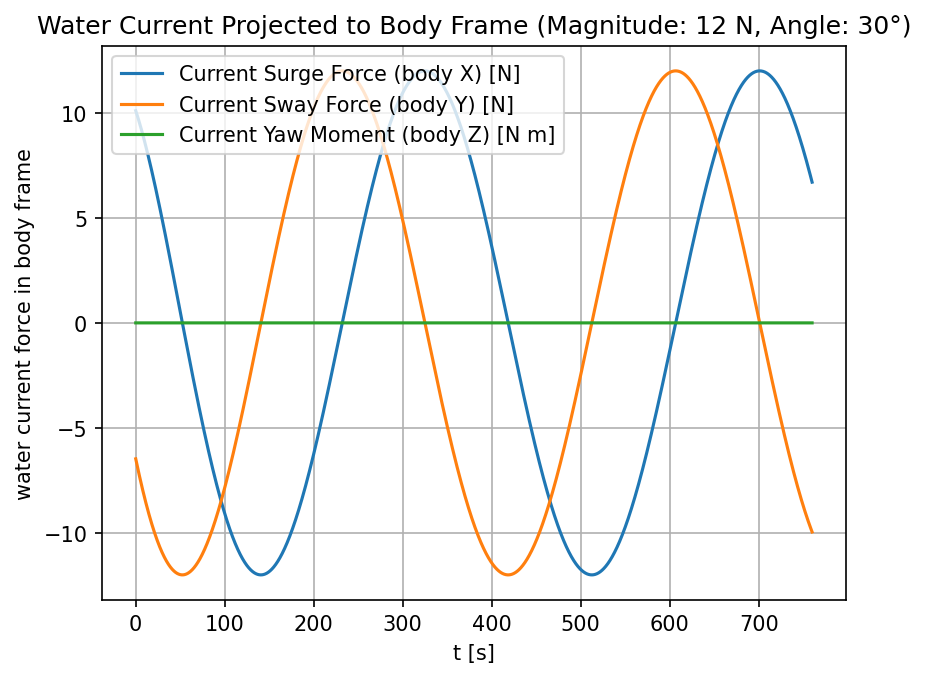 Water Current Projected to Body Frame (Magnitude: 12 N, Angle: 30°)
Current Surge Force (body X) [N]
Current Sway Force (body Y) [N]
Current Yaw Moment (body Z) [N m]
water current force in body frame
10
5
0
−5
−10
0 100 200 300 400 500 600 700
t [s]